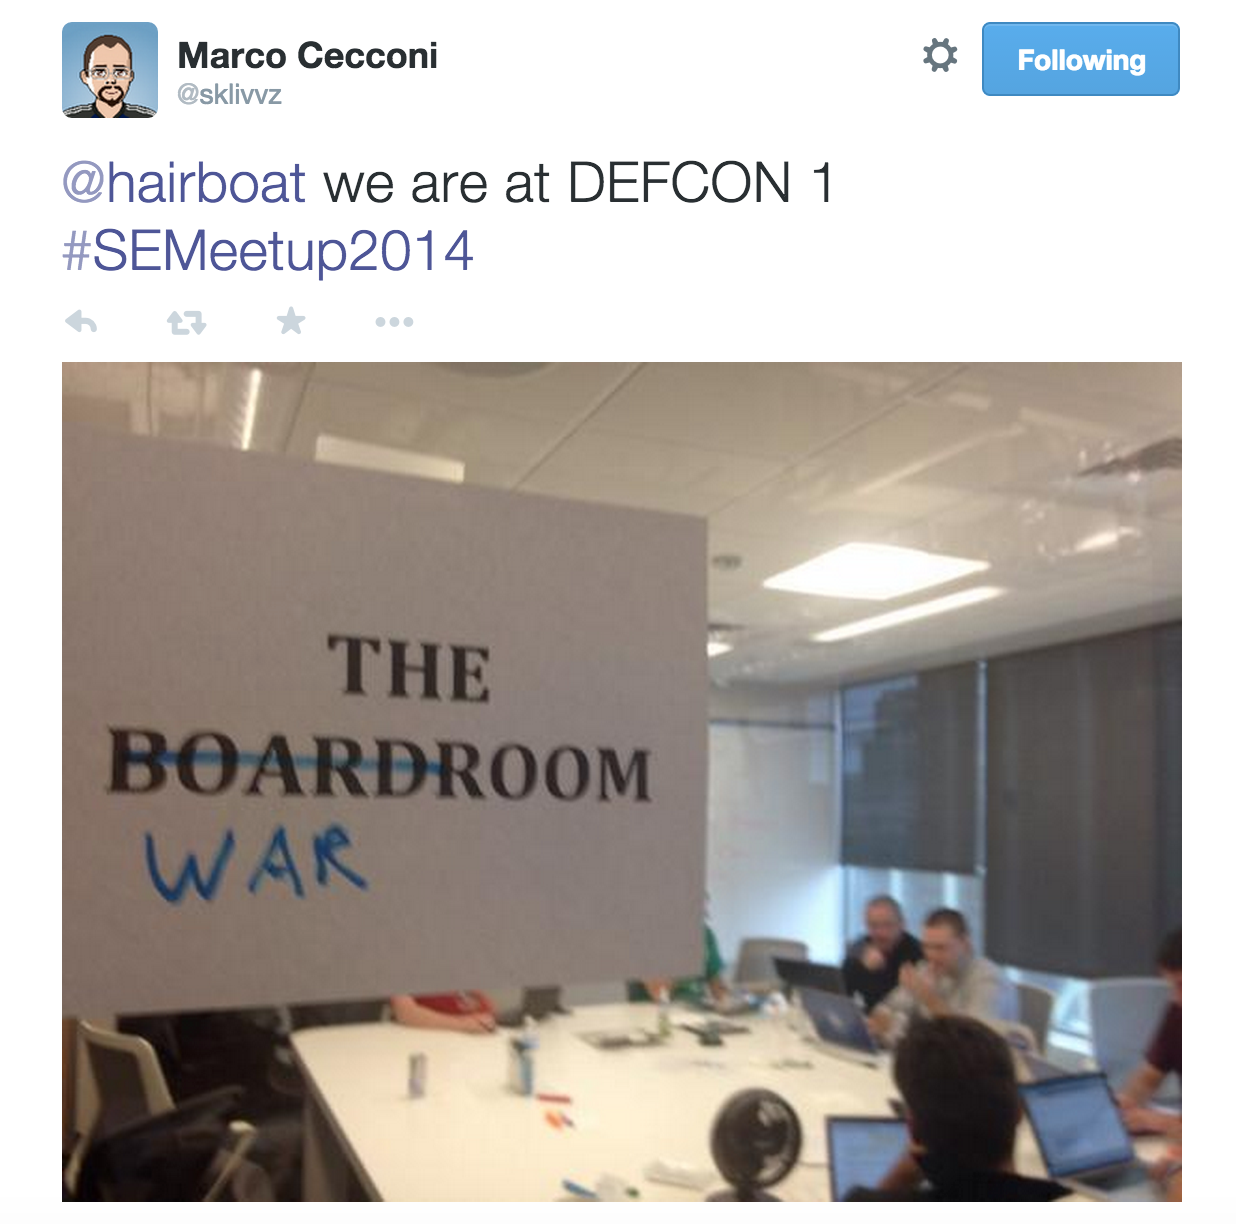 Marco Cecconi
@sklivvz
Following
@hairboat we are at DEFCON 1
#SEMeetup2014
THE
BOARDROOM
WAR